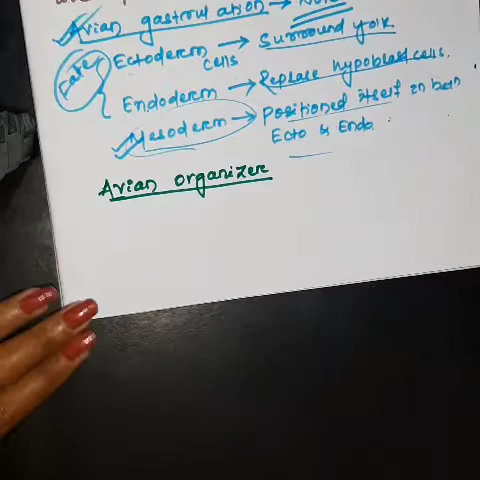 Avian gastrulation →
Fate
Ectoderm cells → Surround yolk
Endoderm → Replace hypoblast cells.
Mesoderm → Positioned itself in betn
Ecto & Endo.
Avian organizer